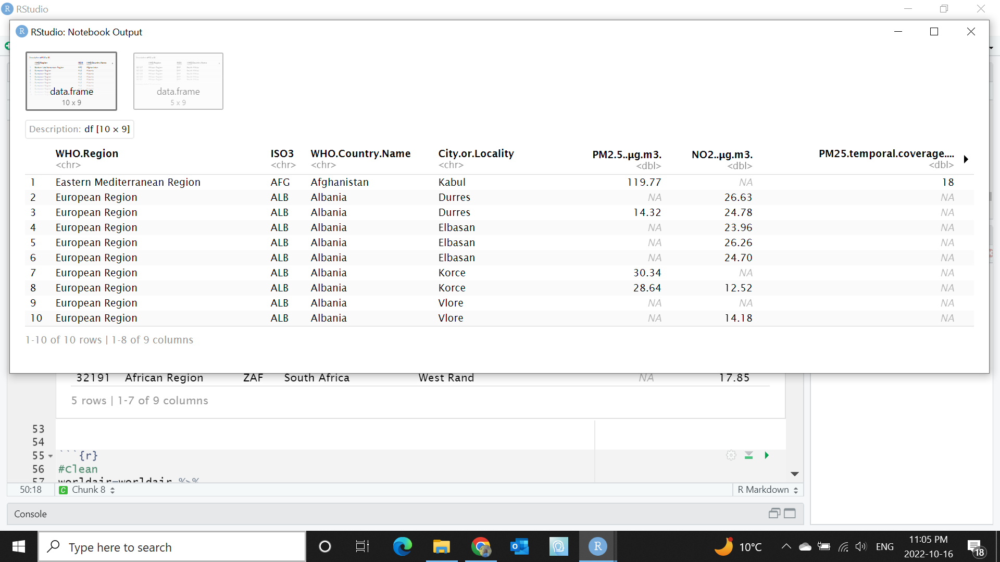 RStudio
RStudio: Notebook Output
data.frame
10 x 9
data.frame
5 x 9
Description: df [10 × 9]
WHO.Region ISO3 WHO.Country.Name City.or.Locality PM2.5..μg.m3. NO2..μg.m3. PM25.temporal.coverage....
<chr> <chr> <chr> <chr> <dbl> <dbl> <dbl>
1 Eastern Mediterranean Region AFG Afghanistan Kabul 119.77 NA 18
2 European Region ALB Albania Durres NA 26.63 NA
3 European Region ALB Albania Durres 14.32 24.78 NA
4 European Region ALB Albania Elbasan NA 23.96 NA
5 European Region ALB Albania Elbasan NA 26.26 NA
6 European Region ALB Albania Elbasan NA 24.70 NA
7 European Region ALB Albania Korce 30.34 NA NA
8 European Region ALB Albania Korce 28.64 12.52 NA
9 European Region ALB Albania Vlore NA NA NA
10 European Region ALB Albania Vlore NA 14.18 NA
1-10 of 10 rows | 1-8 of 9 columns
32191 African Region ZAF South Africa West Rand NA 17.85
5 rows | 1-7 of 9 columns
53
54
55 ```{r}
56 #Clean
57 worldair=worldair %>%
50:18 C Chunk 8 R Markdown
Console
Type here to search
10°C ENG 11:05 PM
2022-10-16 18